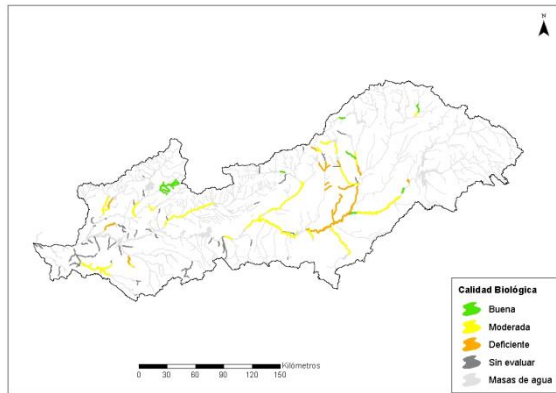 N
Calidad Biológica
Buena
Moderada
Deficiente
Sin evaluar
Masas de agua
Kilómetros
0 30 60 90 120 150